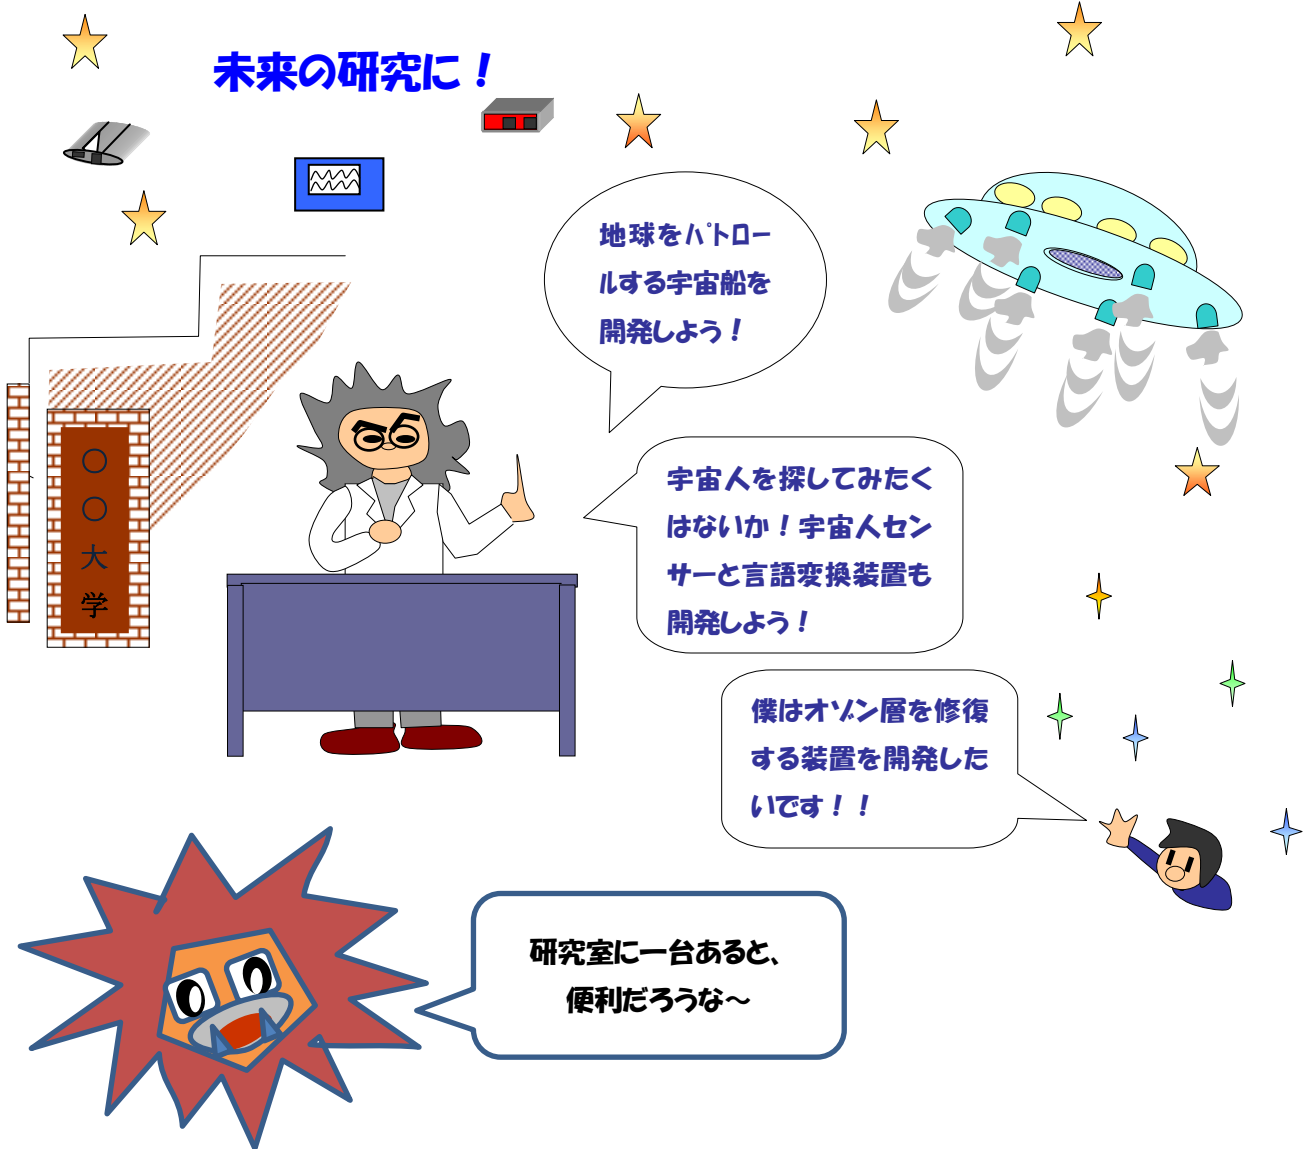 未来の研究に！
地球をパトロー
ルする宇宙船を
開発しよう！
宇宙人を探してみたく
はないか！宇宙人セン
サーと言語変換装置も
開発しよう！
〇
〇
大
学
僕はオゾン層を修復
する装置を開発した
いです！！
研究室に一台あると、
便利だろうな～